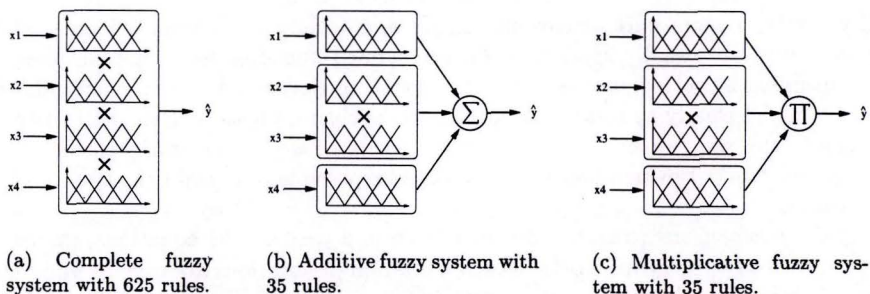 x1
x2
x3
x4
×
×
×
ŷ
(a) Complete fuzzy
system with 625 rules.
x1
x2
x3
x4
×
Σ
ŷ
(b) Additive fuzzy system with
35 rules.
x1
x2
x3
x4
×
∏
ŷ
(c) Multiplicative fuzzy sys-
tem with 35 rules.